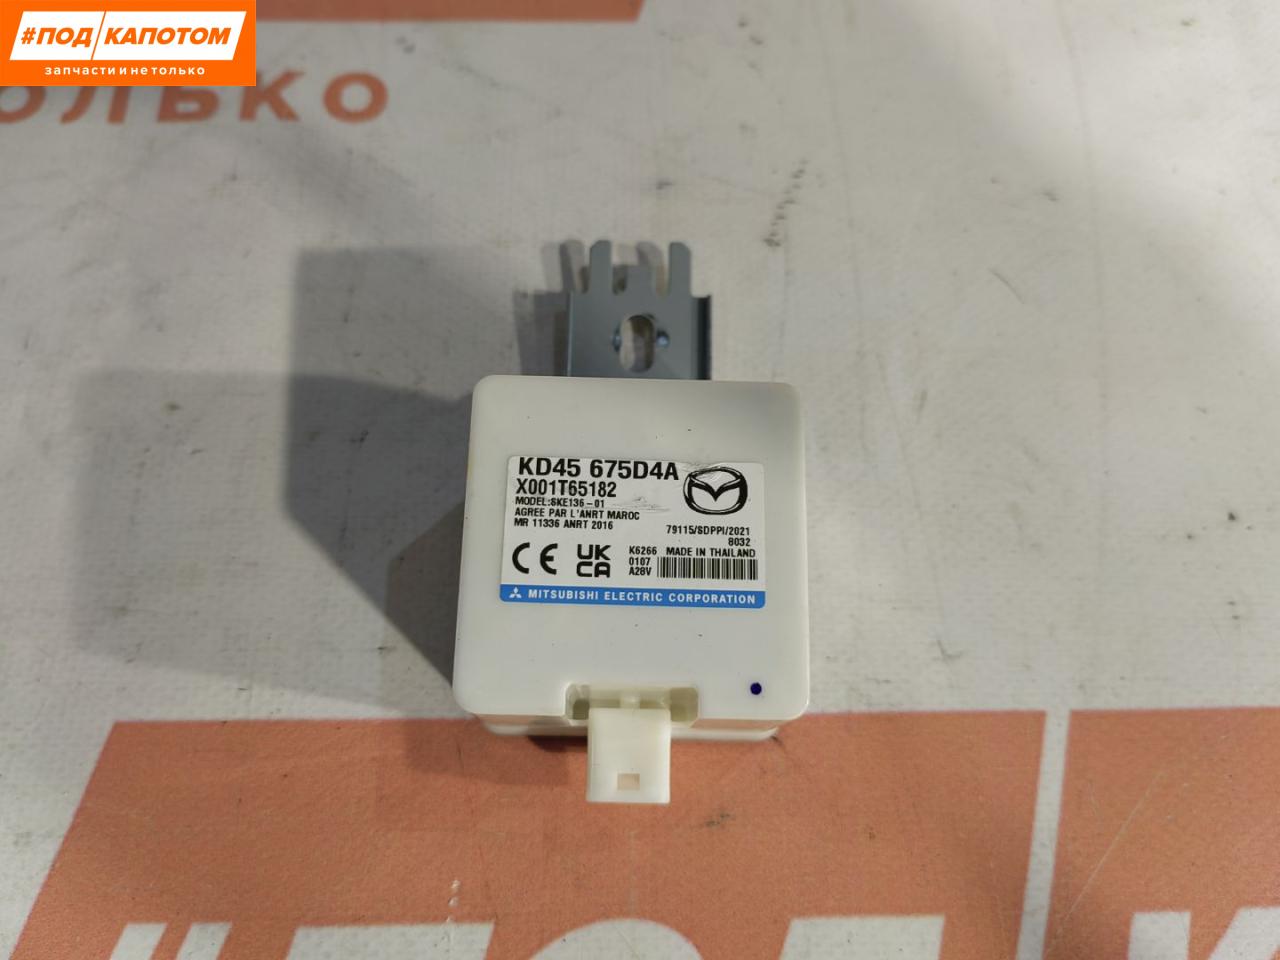 #ПОД КАПОТОМ
запчасти и не только
ОЛЬКО
KD45 675D4A
X001T65182
MODEL:SKE136-01
AGREE PAR L'ANRT MAROC
MR 11336 ANRT 2016
79115/SDPPI/2021
8032
CE UK CA
K6266 MADE IN THAILAND
0107
A28V
MITSUBISHI ELECTRIC CORPORATION